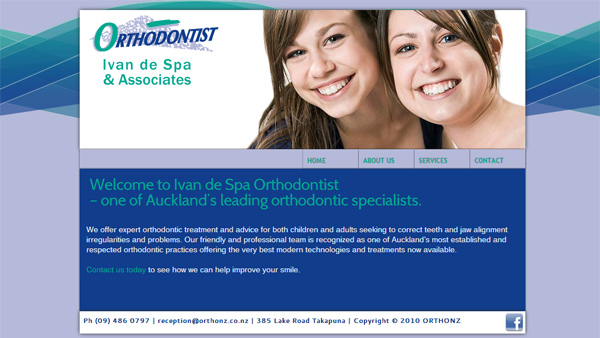 ORTHODONTIST
Ivan de Spa
& Associates
HOME
ABOUT US
SERVICES
CONTACT
Welcome to Ivan de Spa Orthodontist
– one of Auckland's leading orthodontic specialists.
We offer expert orthodontic treatment and advice for both children and adults seeking to correct teeth and jaw alignment
irregularities and problems. Our friendly and professional team is recognized as one of Auckland's most established and
respected orthodontic practices offering the very best modern technologies and treatments now available.
Contact us today to see how we can help improve your smile.
Ph (09) 486 0797 | reception@orthonz.co.nz | 385 Lake Road Takapuna | Copyright © 2010 ORTHONZ
f